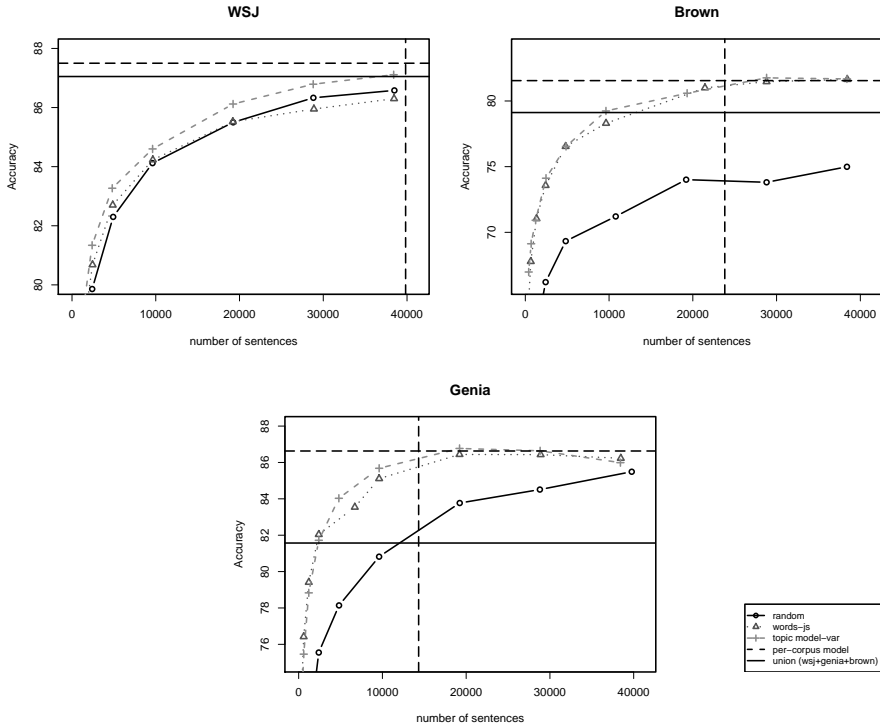 WSJ
Accuracy
88
86
84
82
80
0 10000 20000 30000 40000
number of sentences
Brown
Accuracy
80
75
70
0 10000 20000 30000 40000
number of sentences
Genia
Accuracy
88
86
84
82
80
78
76
0 10000 20000 30000 40000
number of sentences
random
words−js
topic model−var
per−corpus model
union (wsj+genia+brown)